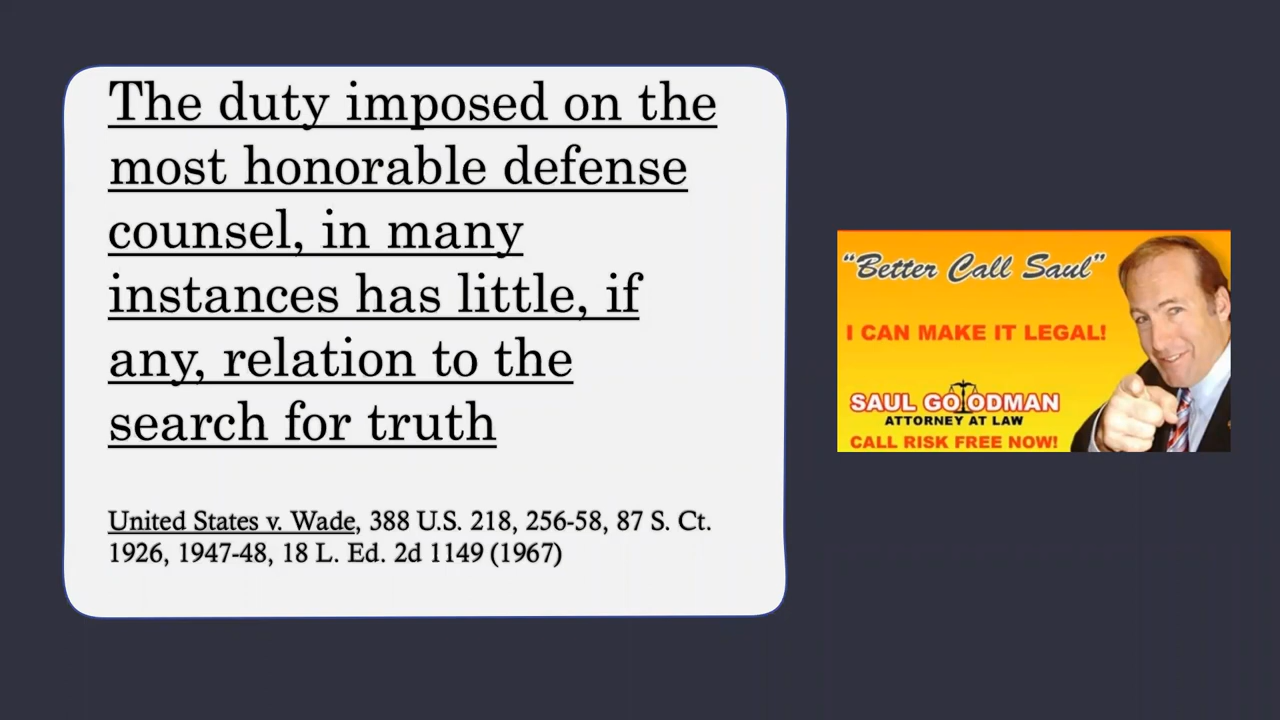 The duty imposed on the
most honorable defense
counsel, in many
instances has little, if
any, relation to the
search for truth
United States v. Wade, 388 U.S. 218, 256-58, 87 S. Ct.
1926, 1947-48, 18 L. Ed. 2d 1149 (1967)
“Better Call Saul”
I CAN MAKE IT LEGAL!
SAUL GOODMAN
ATTORNEY AT LAW
CALL RISK FREE NOW!